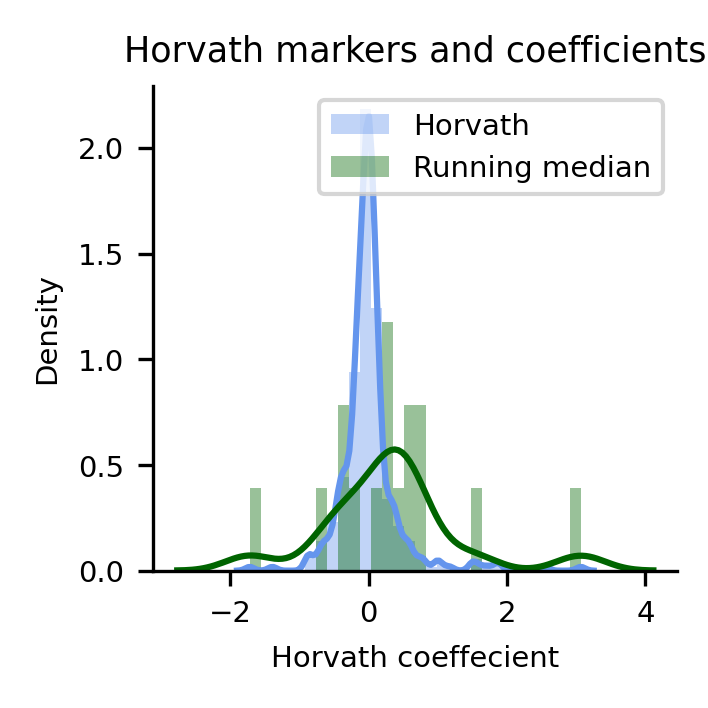 Horvath markers and coefficients
Horvath
Running median
2.0
1.5
1.0
0.5
0.0
Density
−2
0
2
4
Horvath coeffecient